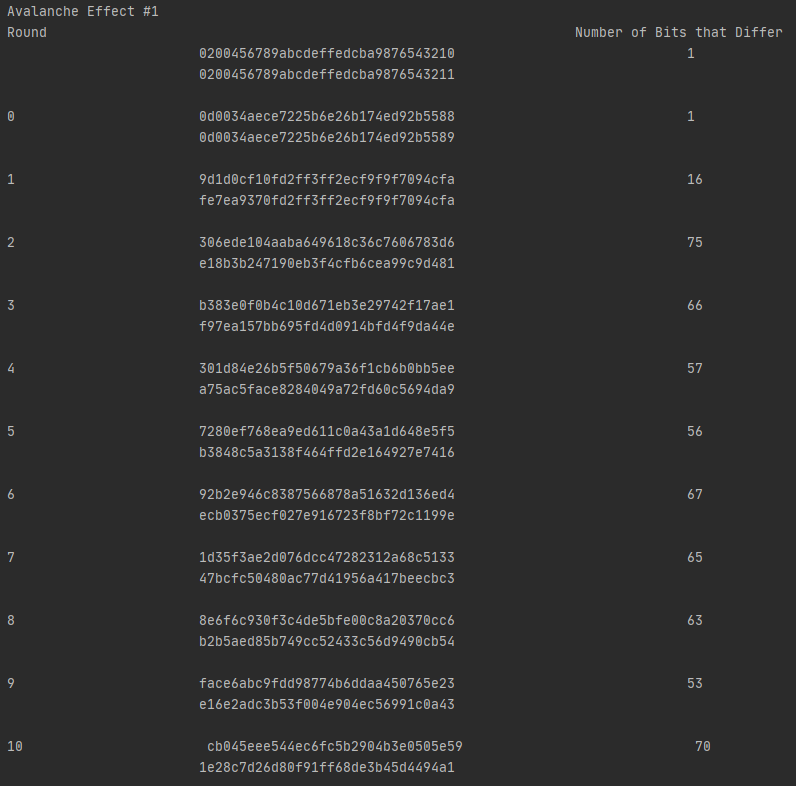 Avalanche Effect #1
Round Number of Bits that Differ
0200456789abcdeffedcba9876543210 1
0200456789abcdeffedcba9876543211
0 0d0034aece7225b6e26b174ed92b5588 1
0d0034aece7225b6e26b174ed92b5589
1 9d1d0cf10fd2ff3ff2ecf9f9f7094cfa 16
fe7ea9370fd2ff3ff2ecf9f9f7094cfa
2 306ede104aaba649618c36c7606783d6 75
e18b3b247190eb3f4cfb6cea99c9d481
3 b383e0f0b4c10d671eb3e29742f17ae1 66
f97ea157bb695fd4d0914bfd4f9da44e
4 301d84e26b5f50679a36f1cb6b0bb5ee 57
a75ac5face8284049a72fd60c5694da9
5 7280ef768ea9ed611c0a43a1d648e5f5 56
b3848c5a3138f464ffd2e164927e7416
6 92b2e946c8387566878a51632d136ed4 67
ecb0375ecf027e916723f8bf72c1199e
7 1d35f3ae2d076dcc47282312a68c5133 65
47bcfc50480ac77d41956a417beecbc3
8 8e6f6c930f3c4de5bfe00c8a20370cc6 63
b2b5aed85b749cc52433c56d9490cb54
9 face6abc9fdd98774b6ddaa450765e23 53
e16e2adc3b53f004e904ec56991c0a43
10 cb045eee544ec6fc5b2904b3e0505e59 70
1e28c7d26d80f91ff68de3b45d4494a1